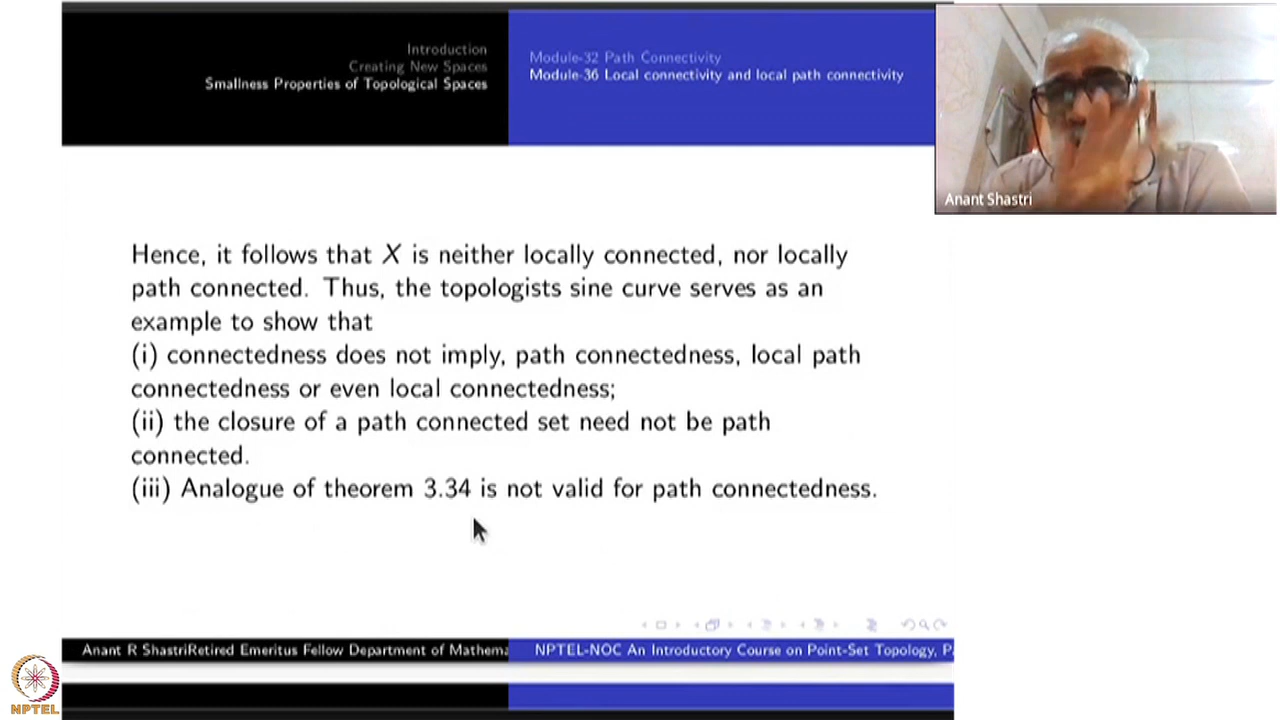 Introduction
Creating New Spaces
Smallness Properties of Topological Spaces
Module-32 Path Connectivity
Module-36 Local connectivity and local path connectivity
Anant Shastri
Hence, it follows that X is neither locally connected, nor locally
path connected. Thus, the topologists sine curve serves as an
example to show that
(i) connectedness does not imply, path connectedness, local path
connectedness or even local connectedness;
(ii) the closure of a path connected set need not be path
connected.
(iii) Analogue of theorem 3.34 is not valid for path connectedness.
Anant R ShastriRetired Emeritus Fellow Department of Mathema
NPTEL-NOC An Introductory Course on Point-Set Topology, P
NPTEL